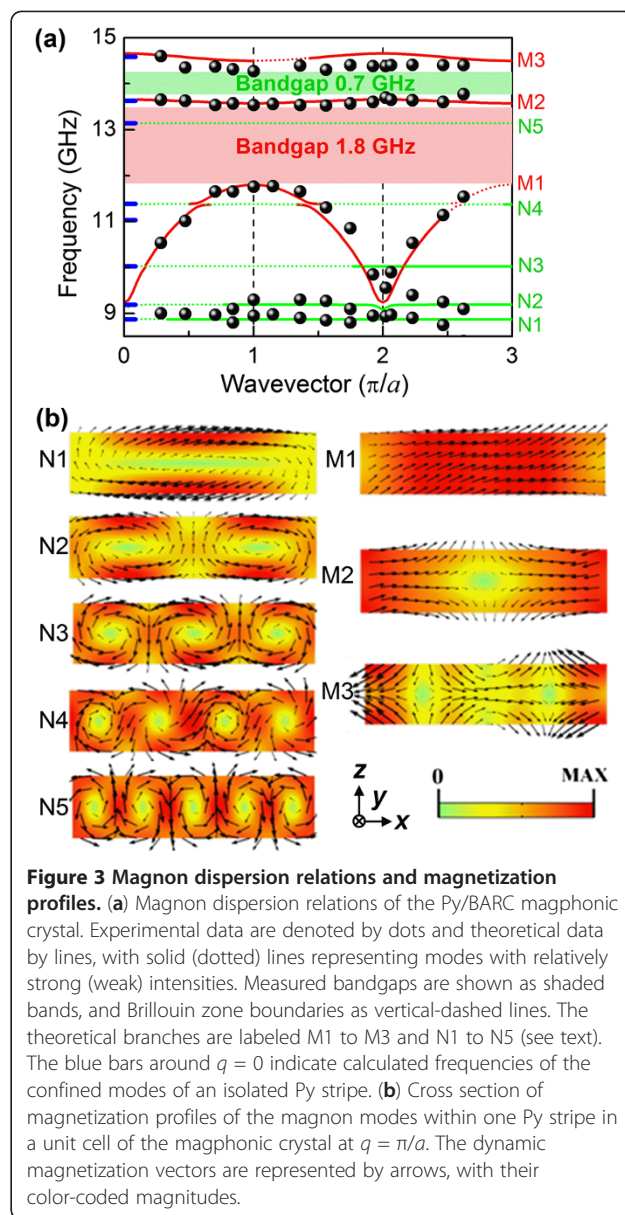 (a)
15
13
11
9
Frequency (GHz)
Bandgap 0.7 GHz
Bandgap 1.8 GHz
M3
M2
N5
M1
N4
N3
N2
N1
0
1
2
3
Wavevector (π/a)
(b)
N1
N2
N3
N4
N5
M1
M2
M3
z
y
x
0
MAX
Figure 3 Magnon dispersion relations and magnetization
profiles. (a) Magnon dispersion relations of the Py/BARC magphonic
crystal. Experimental data are denoted by dots and theoretical data
by lines, with solid (dotted) lines representing modes with relatively
strong (weak) intensities. Measured bandgaps are shown as shaded
bands, and Brillouin zone boundaries as vertical-dashed lines. The
theoretical branches are labeled M1 to M3 and N1 to N5 (see text).
The blue bars around q = 0 indicate calculated frequencies of the
confined modes of an isolated Py stripe. (b) Cross section of
magnetization profiles of the magnon modes within one Py stripe in
a unit cell of the magphonic crystal at q = π/a. The dynamic
magnetization vectors are represented by arrows, with their
color-coded magnitudes.